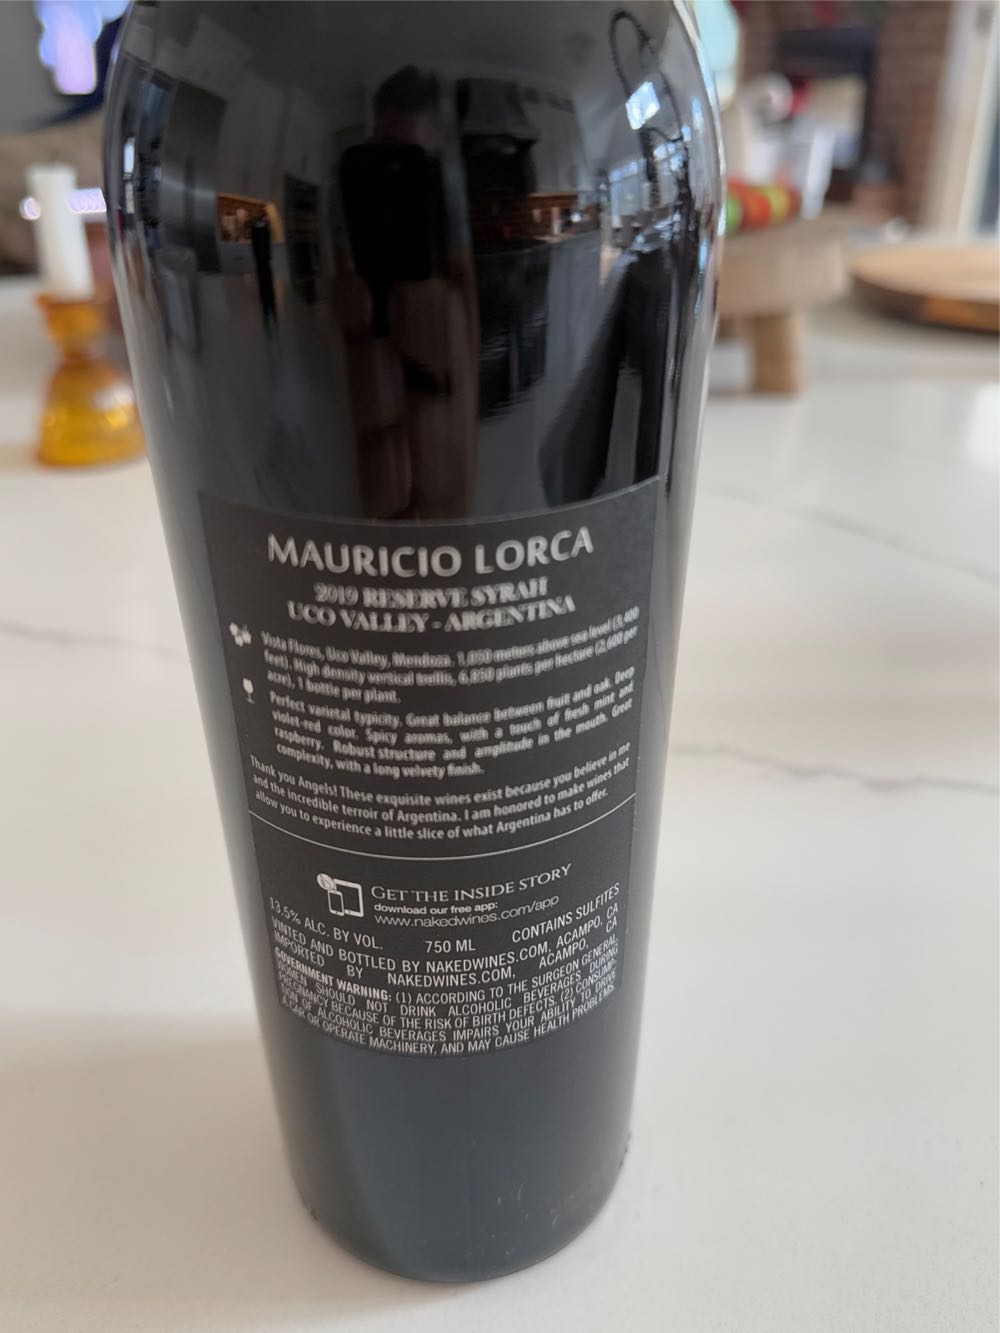 MAURICIO LORCA
2019 RESERVE SYRAH
UCO VALLEY - ARGENTINA
Vista Flores, Uco Valley, Mendoza. 1,050 meters above sea level (3,400
feet), High density vertical trellis, 6,850 plants per hectare (2,600 per
acre), 1 bottle per plant.
Perfect varietal typicity. Great balance between fruit and oak. Deep
violet-red color. Spicy aromas, with a touch of fresh mint and
raspberry. Robust structure and amplitude in the mouth. Great
complexity, with a long velvety finish.
Thank you Angels! These exquisite wines exist because you believe in me
and the incredible terroir of Argentina. I am honored to make wines that
allow you to experience a little slice of what Argentina has to offer.
GET THE INSIDE STORY
download our free app:
www.nakedwines.com/app
13.5% ALC. BY VOL. 750 ML CONTAINS SULFITES
VINTED AND BOTTLED BY NAKEDWINES.COM, ACAMPO, CA
IMPORTED BY NAKEDWINES.COM, ACAMPO, CA
GOVERNMENT WARNING: (1) ACCORDING TO THE SURGEON GENERAL
WOMEN SHOULD NOT DRINK ALCOHOLIC BEVERAGES DURING
PREGNANCY BECAUSE OF THE RISK OF BIRTH DEFECTS. (2) CONSUMP-
TION OF ALCOHOLIC BEVERAGES IMPAIRS YOUR ABILITY TO DRIVE
A CAR OR OPERATE MACHINERY, AND MAY CAUSE HEALTH PROBLEMS.